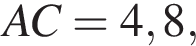 AC = 4,8,